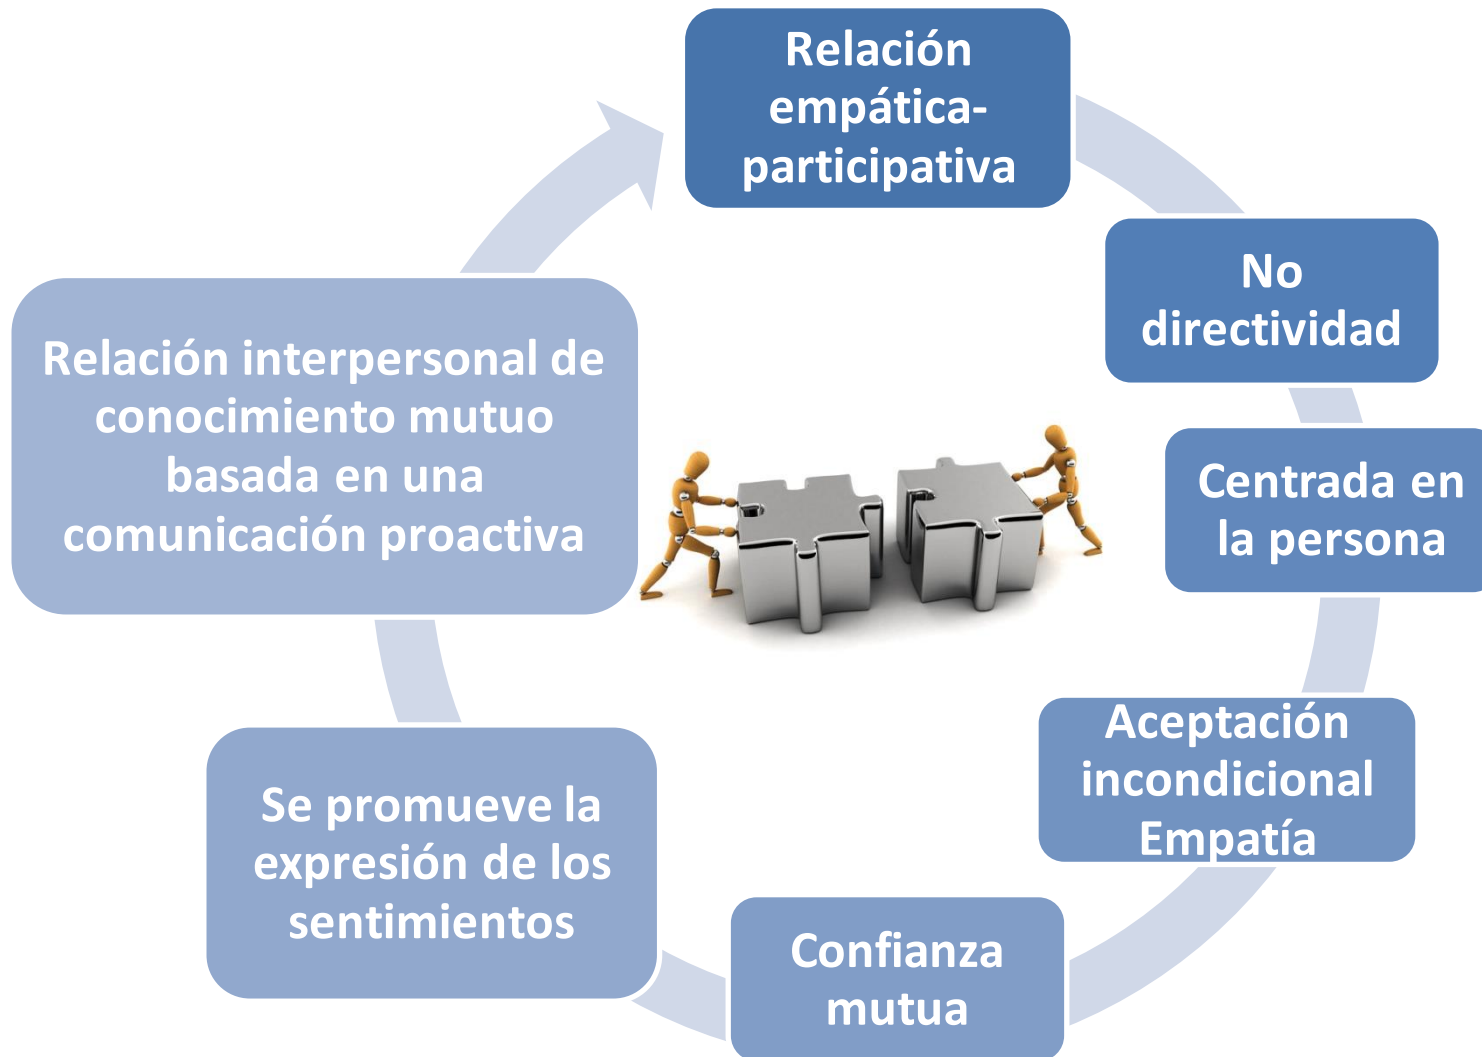 Relación
empática-
participativa
No
directividad
Centrada en
la persona
Aceptación
incondicional
Empatía
Confianza
mutua
Se promueve la
expresión de los
sentimientos
Relación interpersonal de
conocimiento mutuo
basada en una
comunicación proactiva